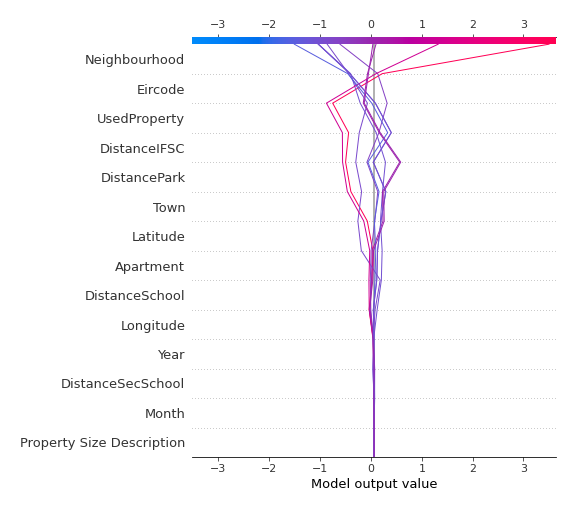 −3 −2 −1 0 1 2 3
Neighbourhood
Eircode
UsedProperty
DistanceIFSC
DistancePark
Town
Latitude
Apartment
DistanceSchool
Longitude
Year
DistanceSecSchool
Month
Property Size Description
−3 −2 −1 0 1 2 3
Model output value